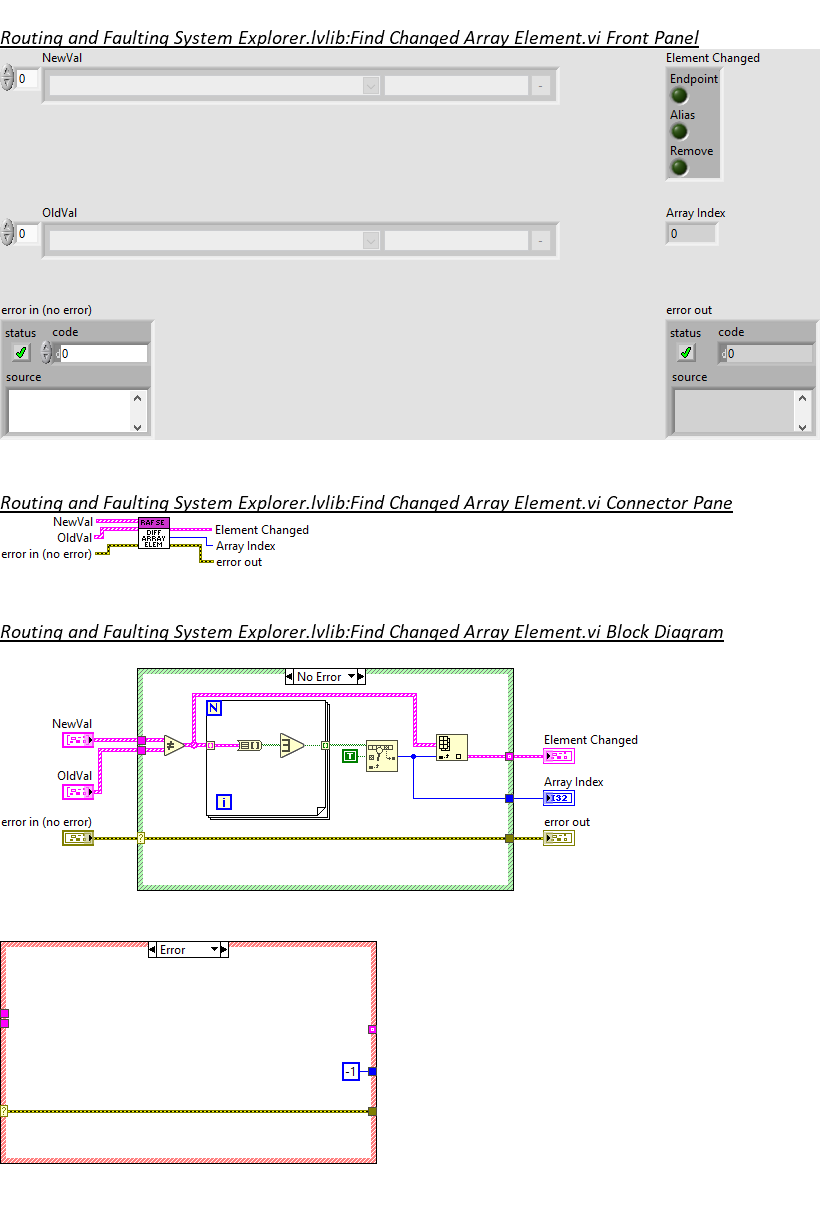 Routing and Faulting System Explorer.lvlib:Find Changed Array Element.vi Front Panel
NewVal
0
-
Element Changed
Endpoint
Alias
Remove
OldVal
0
-
Array Index
0
error in (no error)
status code
d 0
source
error out
status code
d 0
source
Routing and Faulting System Explorer.lvlib:Find Changed Array Element.vi Connector Pane
NewVal
OldVal
error in (no error)
RAFSE
DIFF
ARRAY
ELEM
Element Changed
Array Index
error out
Routing and Faulting System Explorer.lvlib:Find Changed Array Element.vi Block Diagram
No Error
N
NewVal
OldVal
error in (no error)
≠
T
i
?
Element Changed
Array Index
I32
error out
Error
-1
?